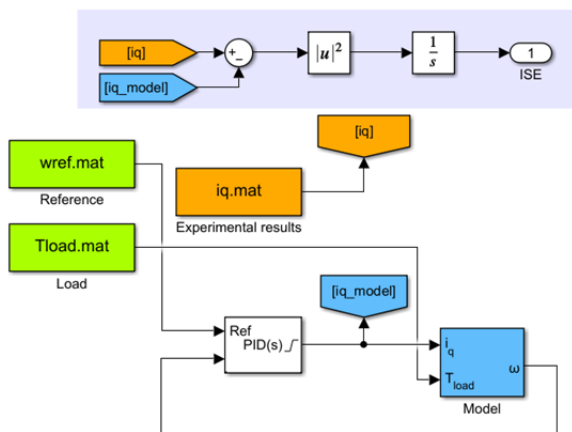 [iq]
+
−
|u|²
1
s
1
[iq_model]
ISE
[iq]
wref.mat
Reference
iq.mat
Experimental results
Tload.mat
Load
[iq_model]
Ref
PID(s)
iq
ω
Tload
Model